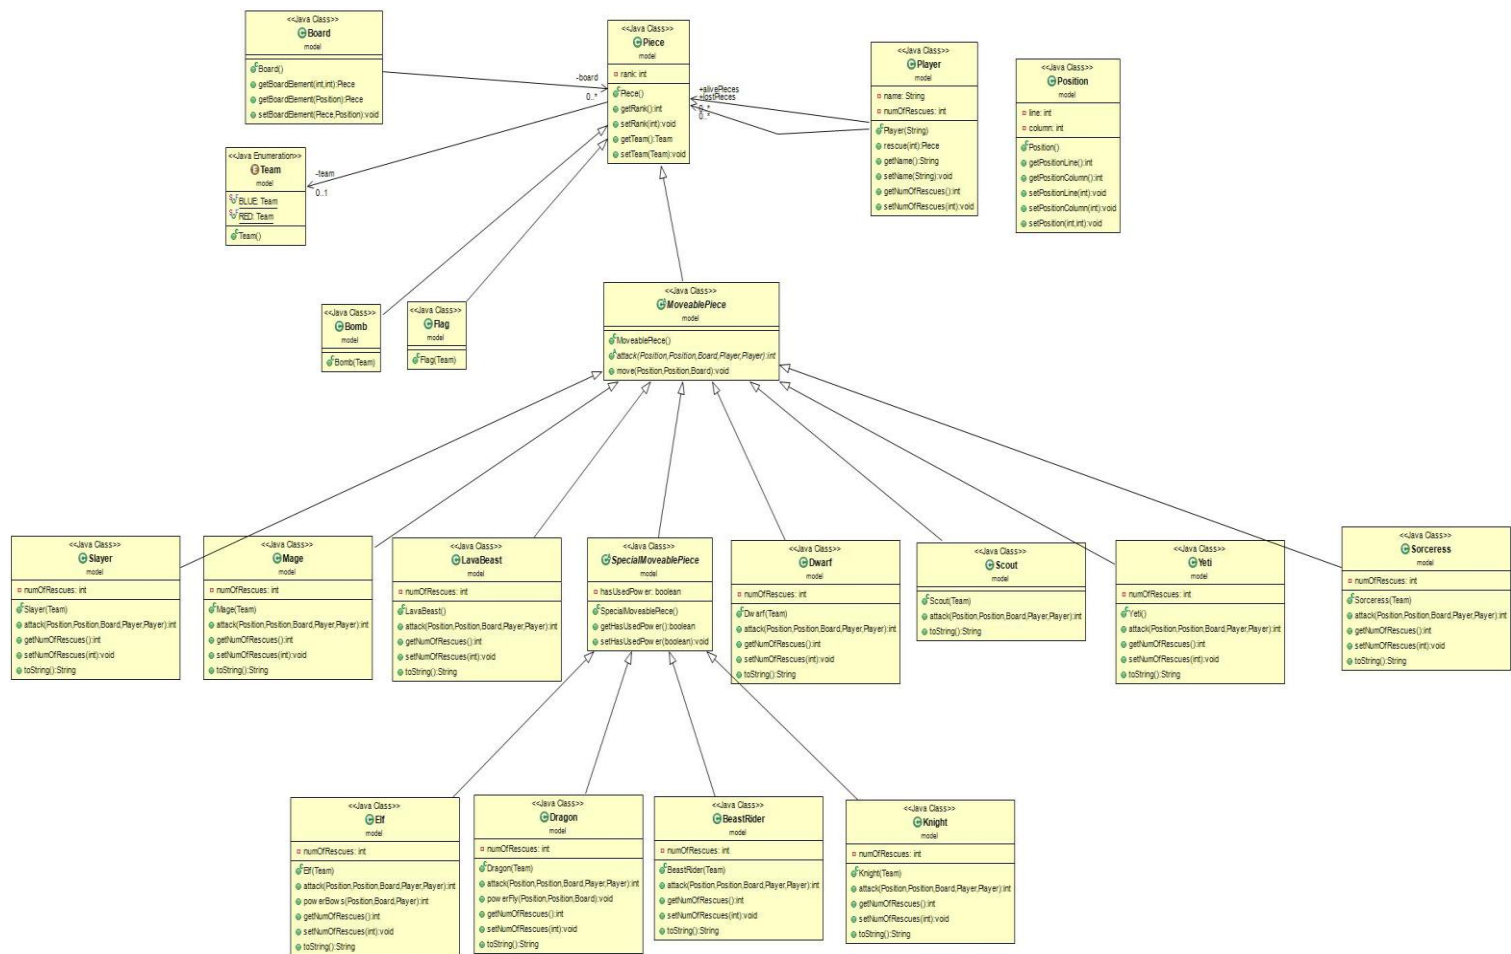 <<Java Class>>
Board
model
Board()
getBoardElement(int,int):Piece
getBoardElement(Position):Piece
setBoardElement(Piece,Position):void
<<Java Class>>
Piece
model
rank: int
Piece()
getRank():int
setRank(int):void
getTeam():Team
setTeam(Team):void
<<Java Class>>
Player
model
name: String
numOfRescues: int
Player(String)
rescue(int):Piece
getName():String
setName(String):void
getNumOfRescues():int
setNumOfRescues(int):void
<<Java Class>>
Position
model
line: int
column: int
Position()
getPositionLine():int
getPositionColumn():int
setPositionLine(int):void
setPositionColumn(int):void
setPosition(int,int):void
-board
0..*
+alivePieces
+lostPieces
0..*
0..*
<<Java Enumeration>>
Team
model
BLUE: Team
RED: Team
Team()
-team
0..1
<<Java Class>>
Bomb
model
Bomb(Team)
<<Java Class>>
Flag
model
Flag(Team)
<<Java Class>>
MoveablePiece
model
MoveablePiece()
attack(Position,Position,Board,Player,Player):int
move(Position,Position,Board):void
<<Java Class>>
Slayer
model
numOfRescues: int
Slayer(Team)
attack(Position,Position,Board,Player,Player):int
getNumOfRescues():int
setNumOfRescues(int):void
toString():String
<<Java Class>>
Mage
model
numOfRescues: int
Mage(Team)
attack(Position,Position,Board,Player,Player):int
getNumOfRescues():int
setNumOfRescues(int):void
toString():String
<<Java Class>>
LavaBeast
model
numOfRescues: int
LavaBeast()
attack(Position,Position,Board,Player,Player):int
getNumOfRescues():int
setNumOfRescues(int):void
toString():String
<<Java Class>>
SpecialMoveablePiece
model
hasUsedPower: boolean
SpecialMoveablePiece()
getHasUsedPower():boolean
setHasUsedPower(boolean):void
<<Java Class>>
Dwarf
model
numOfRescues: int
Dwarf(Team)
attack(Position,Position,Board,Player,Player):int
getNumOfRescues():int
setNumOfRescues(int):void
toString():String
<<Java Class>>
Scout
model
Scout(Team)
attack(Position,Position,Board,Player,Player):int
toString():String
<<Java Class>>
Yeti
model
numOfRescues: int
Yeti()
attack(Position,Position,Board,Player,Player):int
getNumOfRescues():int
setNumOfRescues(int):void
toString():String
<<Java Class>>
Sorceress
model
numOfRescues: int
Sorceress(Team)
attack(Position,Position,Board,Player,Player):int
getNumOfRescues():int
setNumOfRescues(int):void
toString():String
<<Java Class>>
Elf
model
numOfRescues: int
Elf(Team)
attack(Position,Position,Board,Player,Player):int
powerBows(Position,Board,Player):int
getNumOfRescues():int
setNumOfRescues(int):void
toString():String
<<Java Class>>
Dragon
model
numOfRescues: int
Dragon(Team)
attack(Position,Position,Board,Player,Player):int
powerFly(Position,Position,Board):void
getNumOfRescues():int
setNumOfRescues(int):void
toString():String
<<Java Class>>
BeastRider
model
numOfRescues: int
BeastRider(Team)
attack(Position,Position,Board,Player,Player):int
getNumOfRescues():int
setNumOfRescues(int):void
toString():String
<<Java Class>>
Knight
model
numOfRescues: int
Knight(Team)
attack(Position,Position,Board,Player,Player):int
getNumOfRescues():int
setNumOfRescues(int):void
toString():String